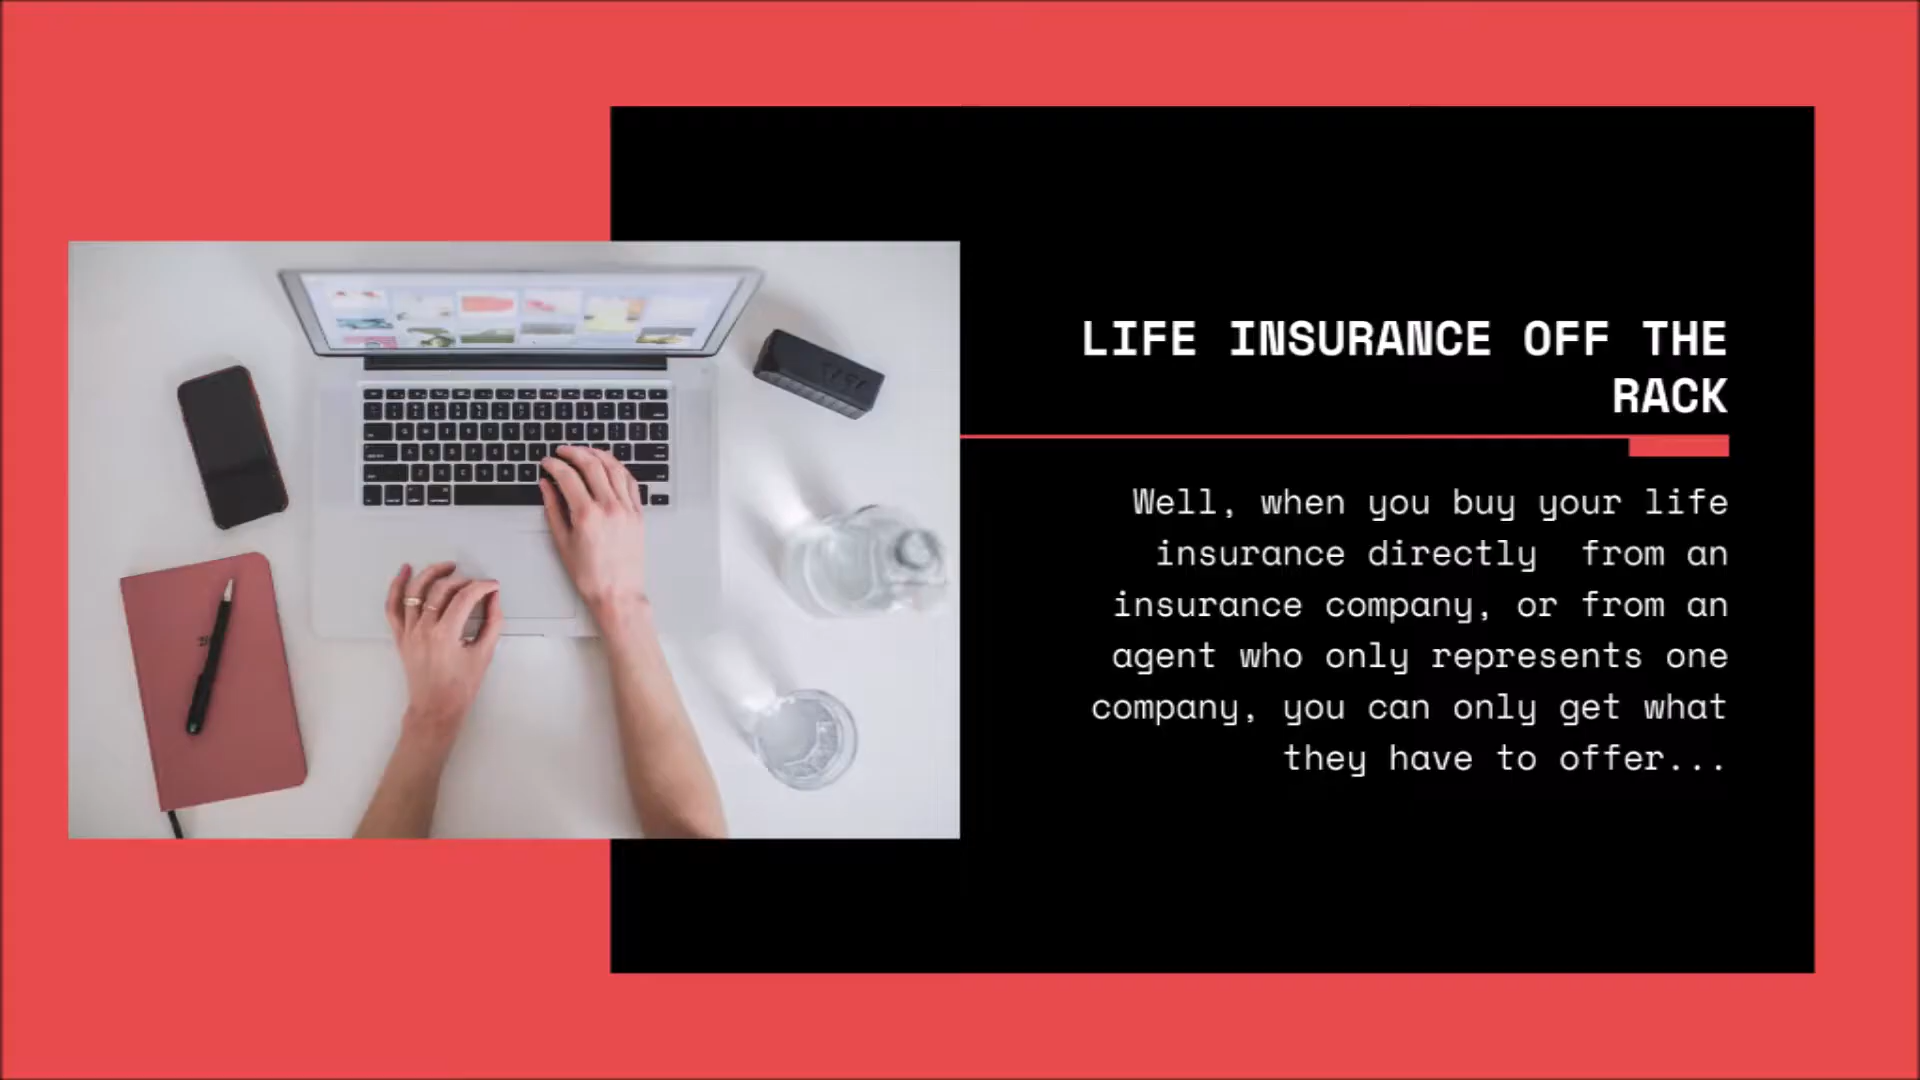 LIFE INSURANCE OFF THE
RACK
Well, when you buy your life
insurance directly  from an
insurance company, or from an
agent who only represents one
company, you can only get what
they have to offer...